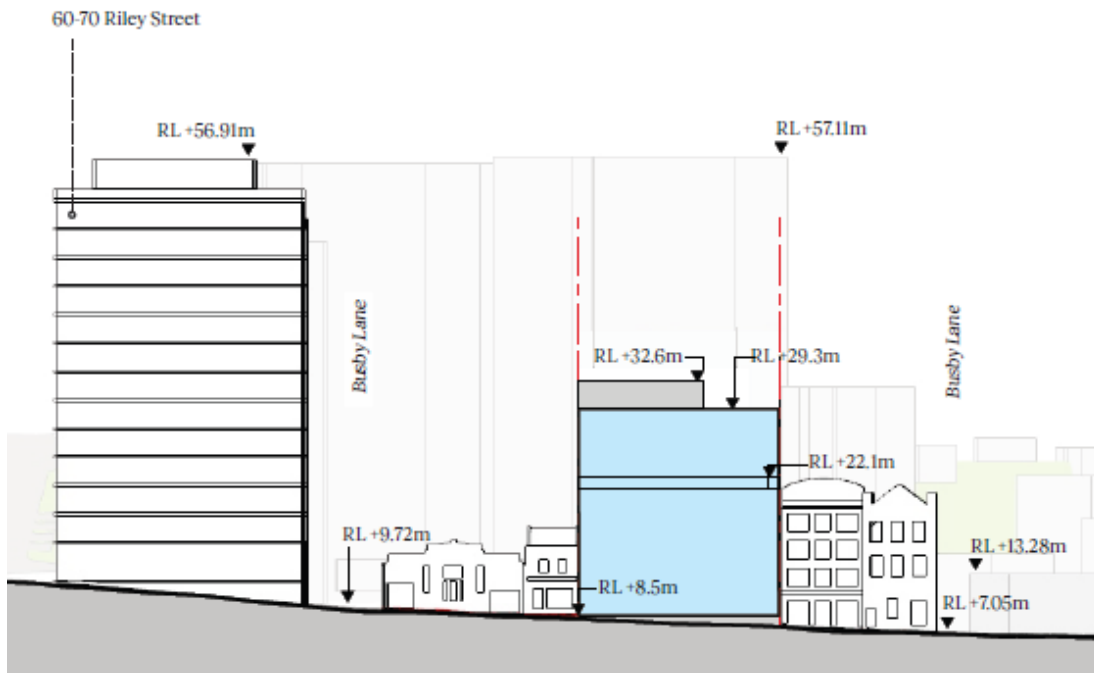 60-70 Riley Street
RL +56.91m
RL +57.11m
Busby Lane
Busby Lane
RL +32.6m
RL +29.3m
RL +22.1m
RL +9.72m
RL +13.28m
RL +8.5m
RL +7.05m